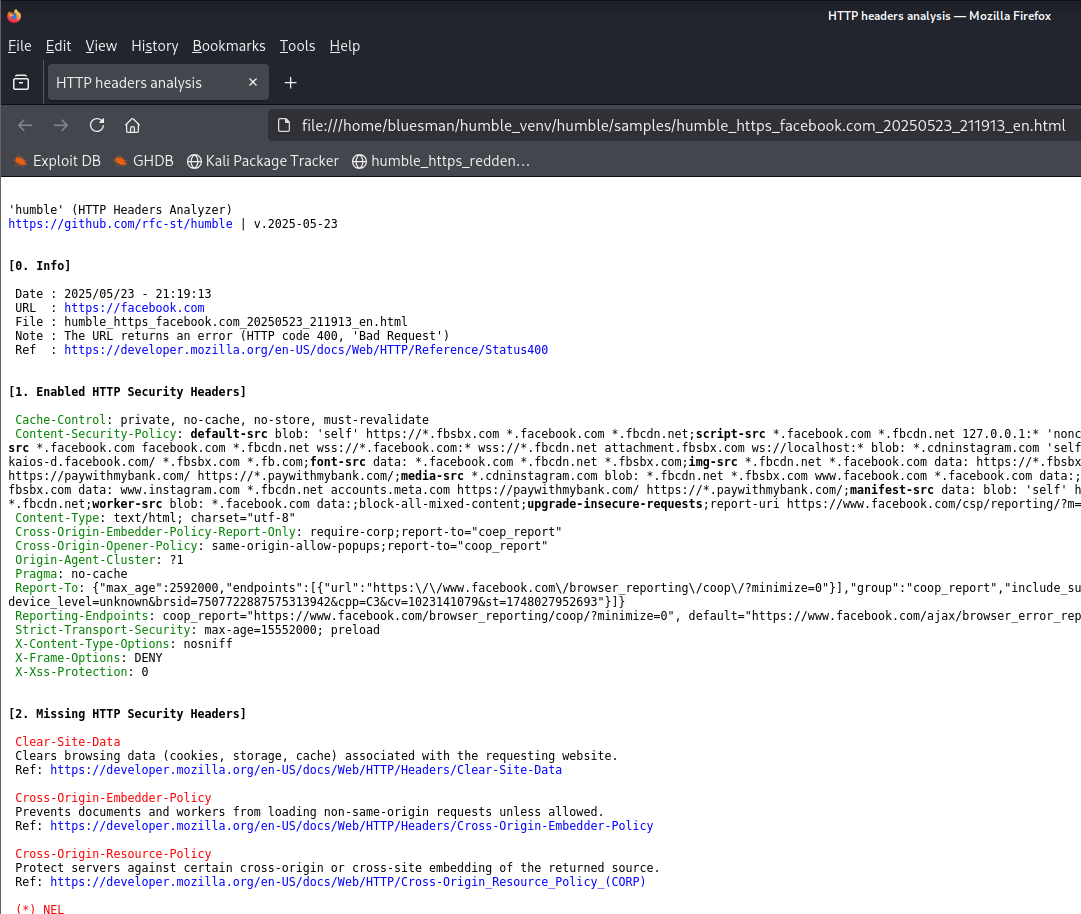 HTTP headers analysis — Mozilla Firefox
File Edit View History Bookmarks Tools Help
HTTP headers analysis × +
file:///home/bluesman/humble_venv/humble/samples/humble_https_facebook.com_20250523_211913_en.html
Exploit DB GHDB Kali Package Tracker humble_https_redden...
'humble' (HTTP Headers Analyzer)
https://github.com/rfc-st/humble | v.2025-05-23
[0. Info]
Date : 2025/05/23 - 21:19:13
URL : https://facebook.com
File : humble_https_facebook.com_20250523_211913_en.html
Note : The URL returns an error (HTTP code 400, 'Bad Request')
Ref : https://developer.mozilla.org/en-US/docs/Web/HTTP/Reference/Status400
[1. Enabled HTTP Security Headers]
Cache-Control: private, no-cache, no-store, must-revalidate
Content-Security-Policy: default-src blob: 'self' https://*.fbsbx.com *.facebook.com *.fbcdn.net;script-src *.facebook.com *.fbcdn.net 127.0.0.1:* 'nonc
src *.facebook.com facebook.com *.fbcdn.net wss://*.facebook.com:* wss://*.fbcdn.net attachment.fbsbx.com ws://localhost:* blob: *.cdninstagram.com 'self
kaios-d.facebook.com/ *.fbsbx.com *.fb.com;font-src data: *.facebook.com *.fbcdn.net *.fbsbx.com;img-src *.fbcdn.net *.facebook.com data: https://*.fbsbx
https://paywithmybank.com/ https://*.paywithmybank.com/;media-src *.cdninstagram.com blob: *.fbcdn.net *.fbsbx.com www.facebook.com *.facebook.com data:;
fbsbx.com data: www.instagram.com *.fbcdn.net accounts.meta.com https://paywithmybank.com/ https://*.paywithmybank.com/;manifest-src data: blob: 'self' h
*.fbcdn.net;worker-src blob: *.facebook.com data:;block-all-mixed-content;upgrade-insecure-requests;report-uri https://www.facebook.com/csp/reporting/?m=
Content-Type: text/html; charset="utf-8"
Cross-Origin-Embedder-Policy-Report-Only: require-corp;report-to="coep_report"
Cross-Origin-Opener-Policy: same-origin-allow-popups;report-to="coop_report"
Origin-Agent-Cluster: ?1
Pragma: no-cache
Report-To: {"max_age":2592000,"endpoints":[{"url":"https:\/\/www.facebook.com\/browser_reporting\/coop\/?minimize=0"}],"group":"coop_report","include_su
device_level=unknown&brsid=7507722887575313942&cpp=C3&cv=1023141079&st=1748027952693"}]}
Reporting-Endpoints: coop_report="https://www.facebook.com/browser_reporting/coop/?minimize=0", default="https://www.facebook.com/ajax/browser_error_rep
Strict-Transport-Security: max-age=15552000; preload
X-Content-Type-Options: nosniff
X-Frame-Options: DENY
X-Xss-Protection: 0
[2. Missing HTTP Security Headers]
Clear-Site-Data
Clears browsing data (cookies, storage, cache) associated with the requesting website.
Ref: https://developer.mozilla.org/en-US/docs/Web/HTTP/Headers/Clear-Site-Data
Cross-Origin-Embedder-Policy
Prevents documents and workers from loading non-same-origin requests unless allowed.
Ref: https://developer.mozilla.org/en-US/docs/Web/HTTP/Headers/Cross-Origin-Embedder-Policy
Cross-Origin-Resource-Policy
Protect servers against certain cross-origin or cross-site embedding of the returned source.
Ref: https://developer.mozilla.org/en-US/docs/Web/HTTP/Cross-Origin_Resource_Policy_(CORP)
(*) NEL